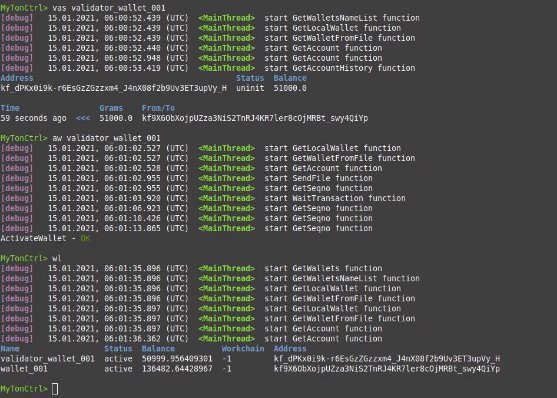 MyTonCtrl> vas validator_wallet_001
[debug]   15.01.2021, 06:00:52.439 (UTC)  <MainThread>  start GetWalletsNameList function
[debug]   15.01.2021, 06:00:52.439 (UTC)  <MainThread>  start GetLocalWallet function
[debug]   15.01.2021, 06:00:52.439 (UTC)  <MainThread>  start GetWalletFromFile function
[debug]   15.01.2021, 06:00:52.440 (UTC)  <MainThread>  start GetAccount function
[debug]   15.01.2021, 06:00:52.948 (UTC)  <MainThread>  start GetAccount function
[debug]   15.01.2021, 06:00:53.419 (UTC)  <MainThread>  start GetAccountHistory function
Address                                           Status  Balance
kf_dPKx0i9k-r6EsGzZGzzxm4_J4nX08f2b9Uv3ET3upVy_H  uninit  51000.0
Time            Grams    From/To
59 seconds ago  <<<  51000.0  kf9X6ObXojpUZza3NiS2TnRJ4KR7ler8cOjMRBt_swy4QiYp
MyTonCtrl> aw validator_wallet_001
[debug]   15.01.2021, 06:01:02.527 (UTC)  <MainThread>  start GetLocalWallet function
[debug]   15.01.2021, 06:01:02.527 (UTC)  <MainThread>  start GetWalletFromFile function
[debug]   15.01.2021, 06:01:02.528 (UTC)  <MainThread>  start GetAccount function
[debug]   15.01.2021, 06:01:02.955 (UTC)  <MainThread>  start SendFile function
[debug]   15.01.2021, 06:01:02.955 (UTC)  <MainThread>  start GetSeqno function
[debug]   15.01.2021, 06:01:03.920 (UTC)  <MainThread>  start WaitTransaction function
[debug]   15.01.2021, 06:01:06.923 (UTC)  <MainThread>  start GetSeqno function
[debug]   15.01.2021, 06:01:10.426 (UTC)  <MainThread>  start GetSeqno function
[debug]   15.01.2021, 06:01:13.865 (UTC)  <MainThread>  start GetSeqno function
ActivateWallet - OK
MyTonCtrl> wl
[debug]   15.01.2021, 06:01:35.896 (UTC)  <MainThread>  start GetWallets function
[debug]   15.01.2021, 06:01:35.896 (UTC)  <MainThread>  start GetWalletsNameList function
[debug]   15.01.2021, 06:01:35.896 (UTC)  <MainThread>  start GetLocalWallet function
[debug]   15.01.2021, 06:01:35.896 (UTC)  <MainThread>  start GetWalletFromFile function
[debug]   15.01.2021, 06:01:35.897 (UTC)  <MainThread>  start GetLocalWallet function
[debug]   15.01.2021, 06:01:35.897 (UTC)  <MainThread>  start GetWalletFromFile function
[debug]   15.01.2021, 06:01:35.897 (UTC)  <MainThread>  start GetAccount function
[debug]   15.01.2021, 06:01:36.362 (UTC)  <MainThread>  start GetAccount function
Name                  Status  Balance          Workchain  Address
validator_wallet_001  active  50999.956409301  -1         kf_dPKx0i9k-r6EsGzZGzzxm4_J4nX08f2b9Uv3ET3upVy_H
wallet_001            active  136482.64428967  -1         kf9X6ObXojpUZza3NiS2TnRJ4KR7ler8cOjMRBt_swy4QiYp
MyTonCtrl>